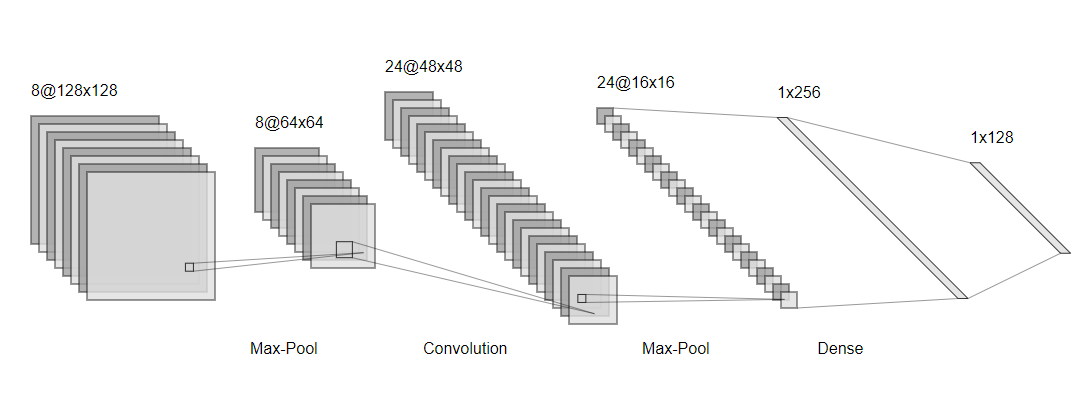 8@128x128
8@64x64
24@48x48
24@16x16
1x256
1x128
Max-Pool
Convolution
Max-Pool
Dense